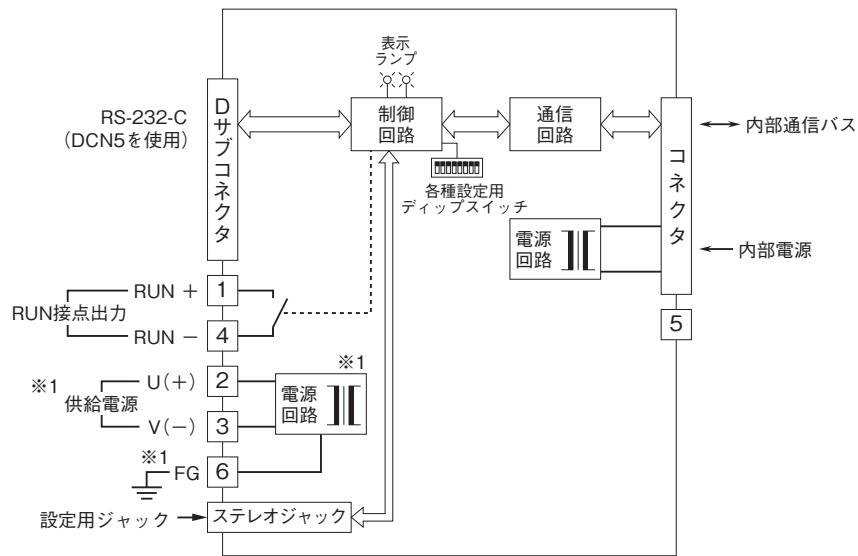 表示
ランプ
RS-232-C
(DCN5を使用)
Dサブコネクタ
制御
回路
通信
回路
コネクタ
内部通信バス
各種設定用
ディップスイッチ
電源
回路
内部電源
RUN +
1
RUN接点出力
RUN −
4
5
※1
U(+)
2
※1
供給電源
電源
回路
V(−)
3
※1
FG
6
設定用ジャック
ステレオジャック